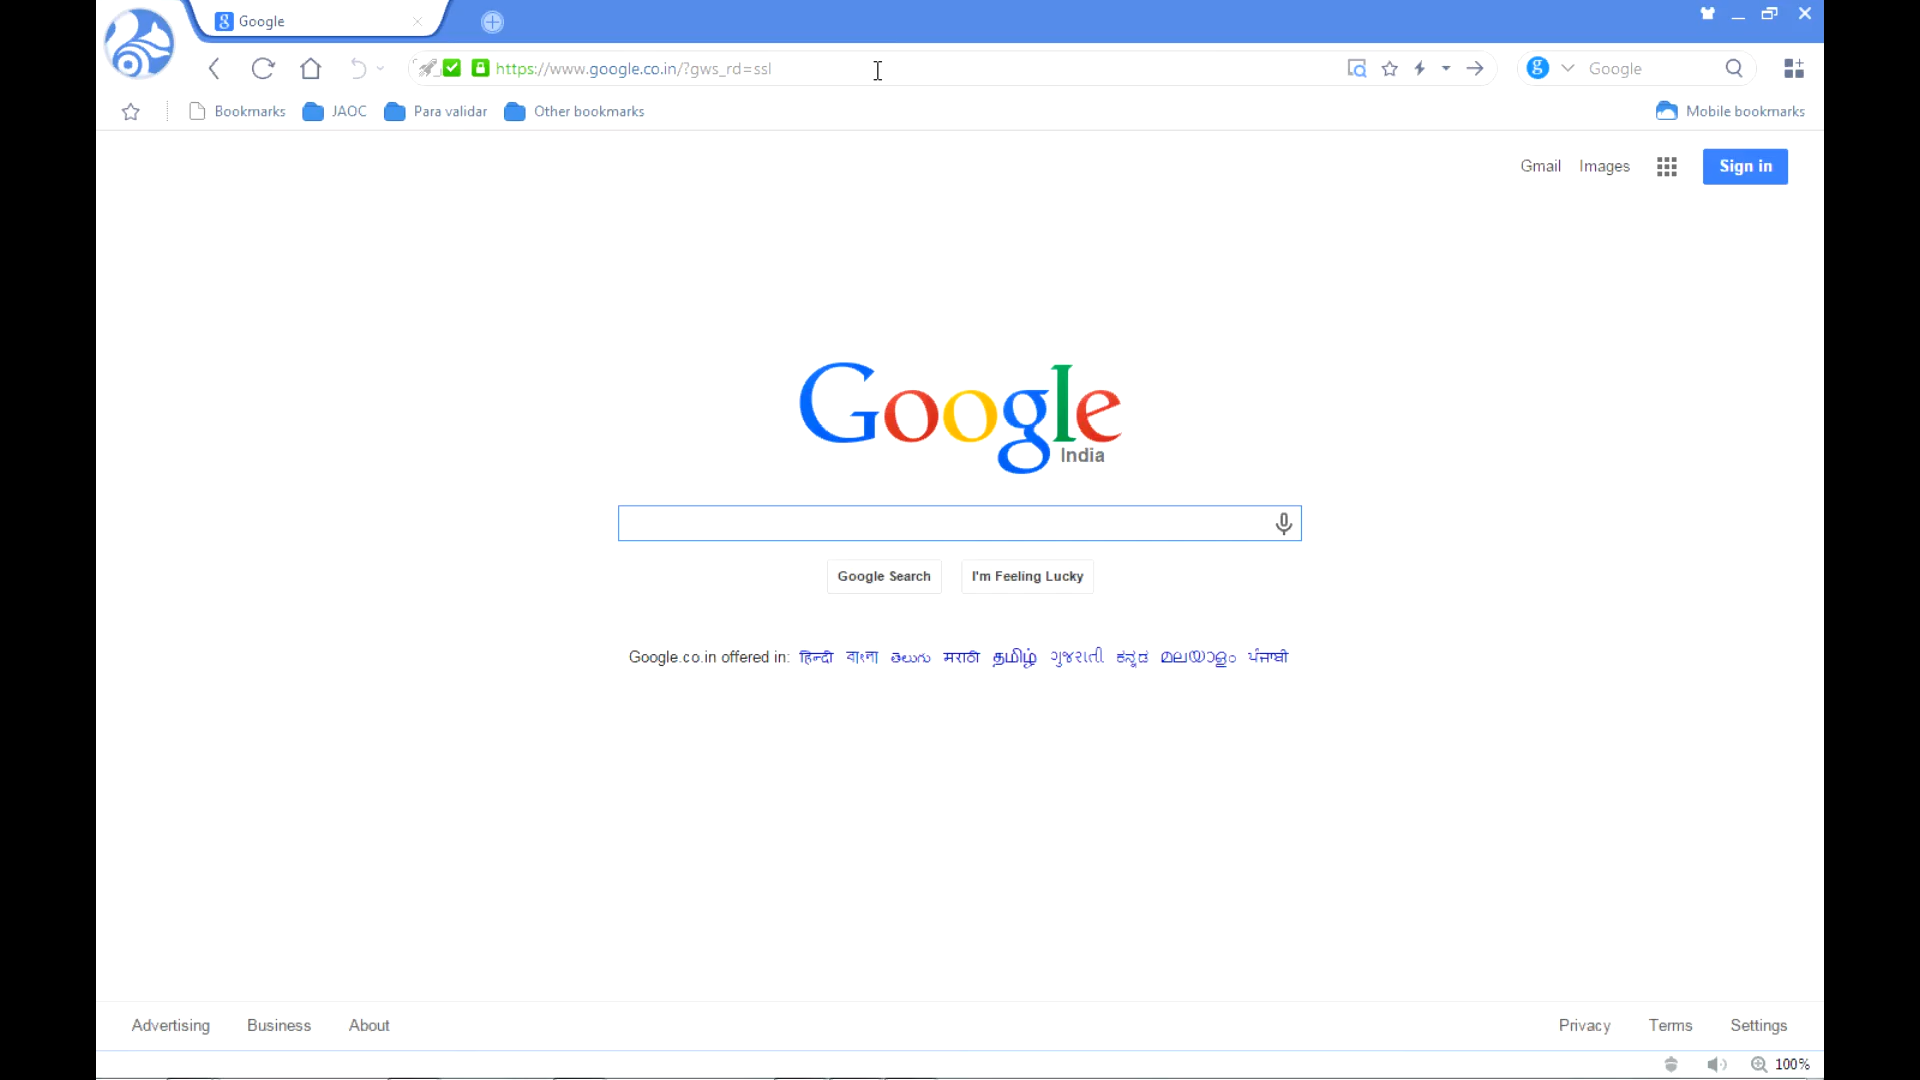 Google
https://www.google.co.in/?gws_rd=ssl
Google
Bookmarks JAOC Para validar Other bookmarks Mobile bookmarks
Gmail Images Sign in
Google
India
Google Search I'm Feeling Lucky
Google.co.in offered in: हिन्दी বাংলা తెలుగు मराठी தமிழ் ગુજરાતી ಕನ್ನಡ മലയാളം ਪੰਜਾਬੀ
Advertising Business About Privacy Terms Settings
100%